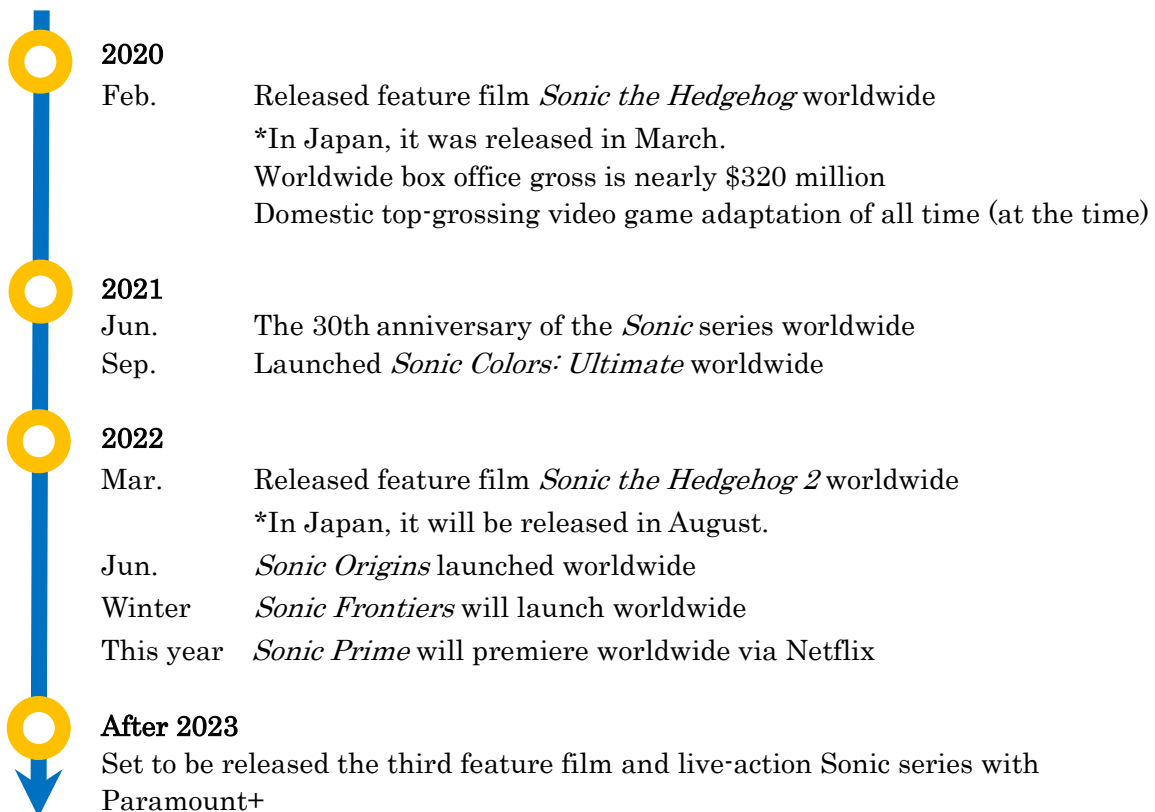 2020
Feb. Released feature film Sonic the Hedgehog worldwide
*In Japan, it was released in March.
Worldwide box office gross is nearly $320 million
Domestic top-grossing video game adaptation of all time (at the time)
2021
Jun. The 30th anniversary of the Sonic series worldwide
Sep. Launched Sonic Colors: Ultimate worldwide
2022
Mar. Released feature film Sonic the Hedgehog 2 worldwide
*In Japan, it will be released in August.
Jun. Sonic Origins launched worldwide
Winter Sonic Frontiers will launch worldwide
This year Sonic Prime will premiere worldwide via Netflix
After 2023
Set to be released the third feature film and live-action Sonic series with
Paramount+